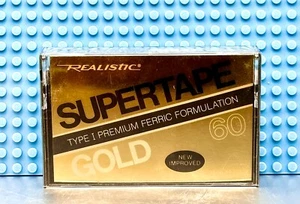 REALISTIC®
SUPERTAPE
TYPE I PREMIUM FERRIC FORMULATION
60
GOLD
NEW
IMPROVED